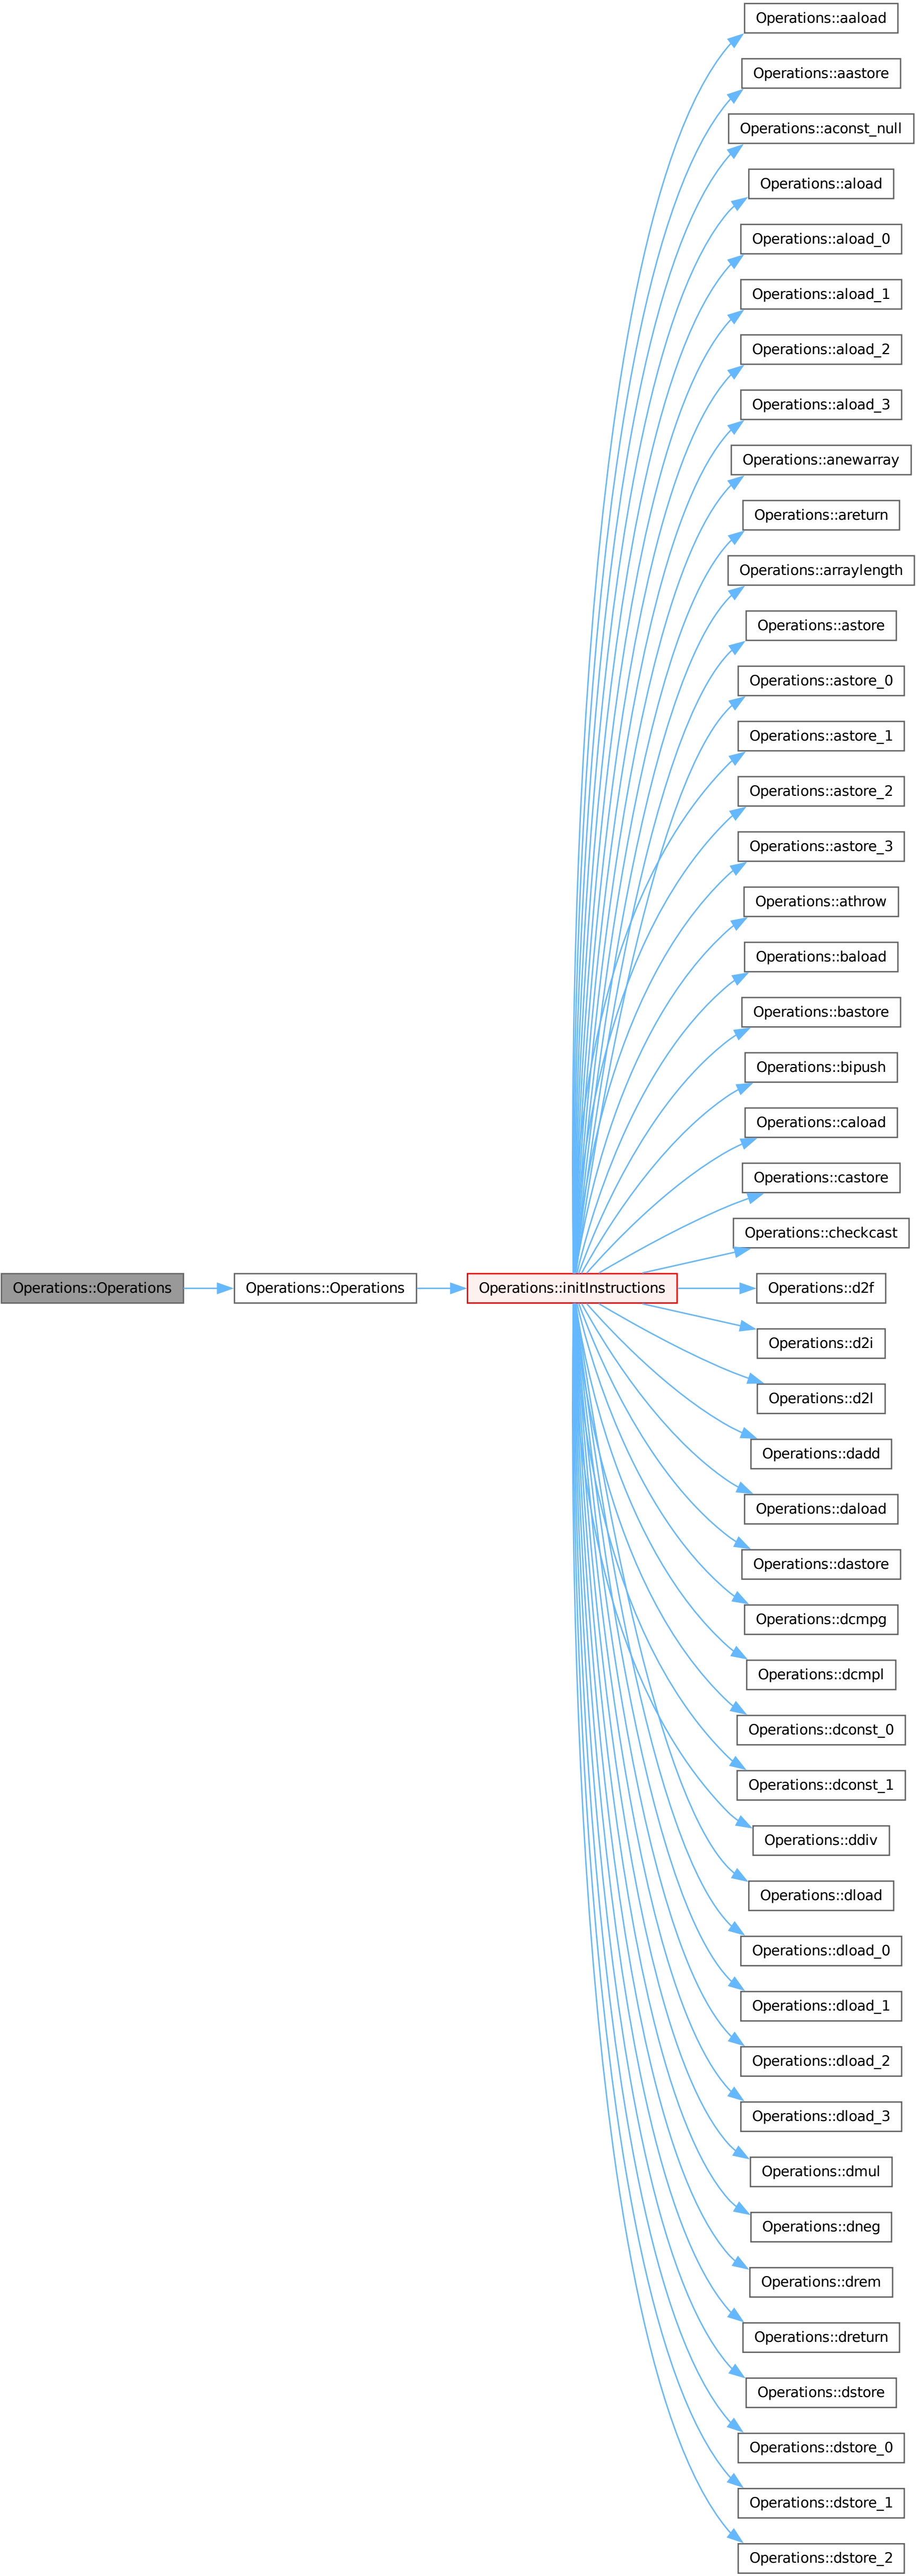 Operations::Operations
Operations::Operations
Operations::initInstructions
Operations::aaload
Operations::aastore
Operations::aconst_null
Operations::aload
Operations::aload_0
Operations::aload_1
Operations::aload_2
Operations::aload_3
Operations::anewarray
Operations::areturn
Operations::arraylength
Operations::astore
Operations::astore_0
Operations::astore_1
Operations::astore_2
Operations::astore_3
Operations::athrow
Operations::baload
Operations::bastore
Operations::bipush
Operations::caload
Operations::castore
Operations::checkcast
Operations::d2f
Operations::d2i
Operations::d2l
Operations::dadd
Operations::daload
Operations::dastore
Operations::dcmpg
Operations::dcmpl
Operations::dconst_0
Operations::dconst_1
Operations::ddiv
Operations::dload
Operations::dload_0
Operations::dload_1
Operations::dload_2
Operations::dload_3
Operations::dmul
Operations::dneg
Operations::drem
Operations::dreturn
Operations::dstore
Operations::dstore_0
Operations::dstore_1
Operations::dstore_2